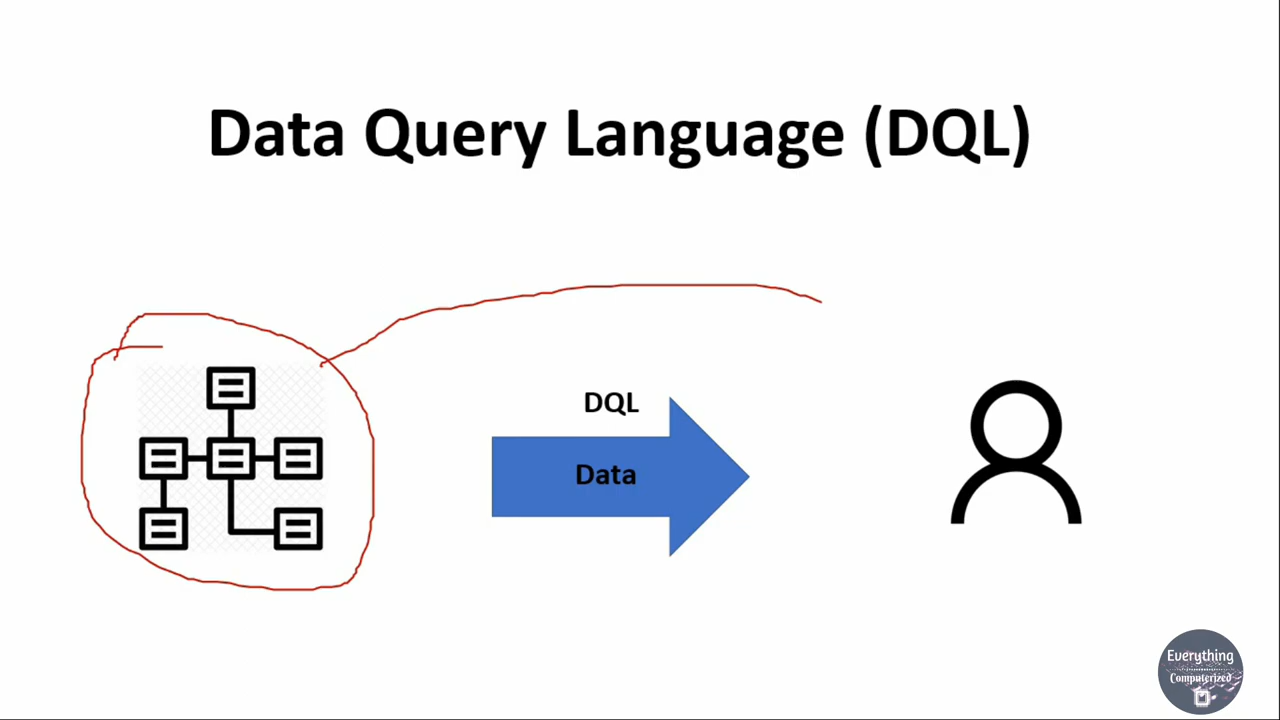 Data Query Language (DQL)
DQL
Data
Everything
Computerized